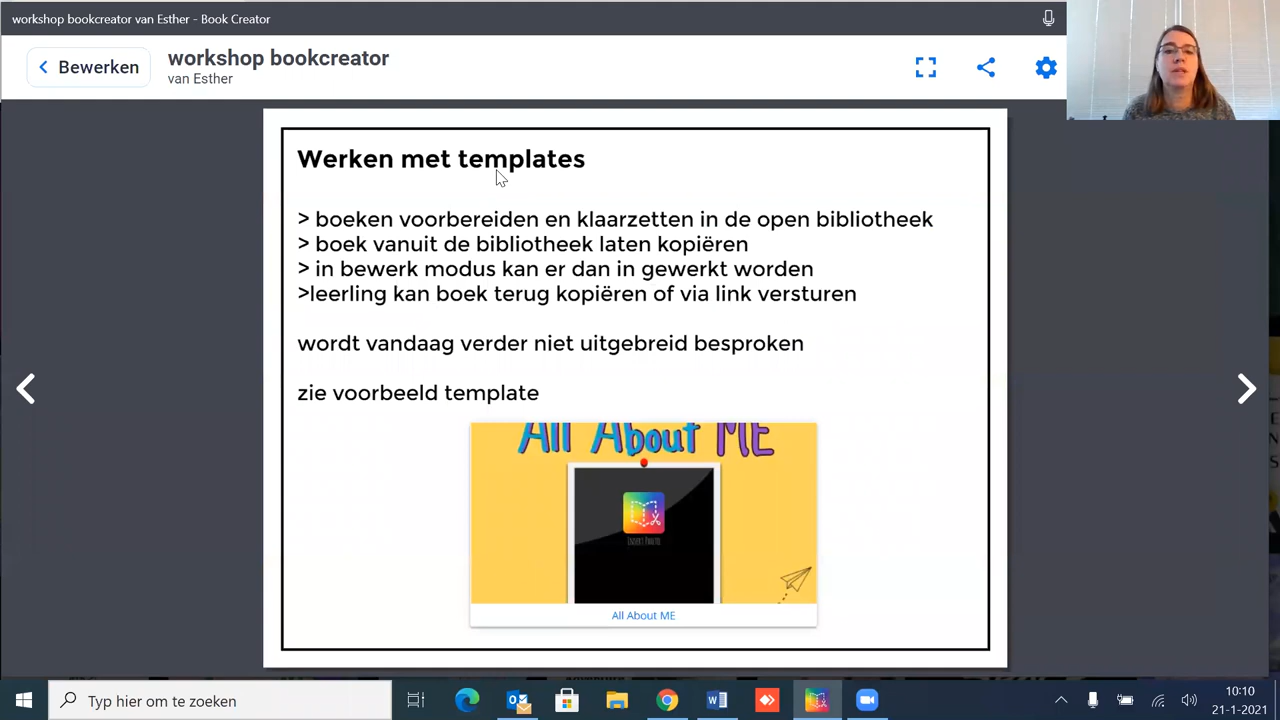 workshop bookcreator van Esther - Book Creator
Bewerken
workshop bookcreator
van Esther
Werken met templates
> boeken voorbereiden en klaarzetten in de open bibliotheek
> boek vanuit de bibliotheek laten kopiëren
> in bewerk modus kan er dan in gewerkt worden
>leerling kan boek terug kopiëren of via link versturen
wordt vandaag verder niet uitgebreid besproken
zie voorbeeld template
All About ME
All About ME
Typ hier om te zoeken
10:10
21-1-2021